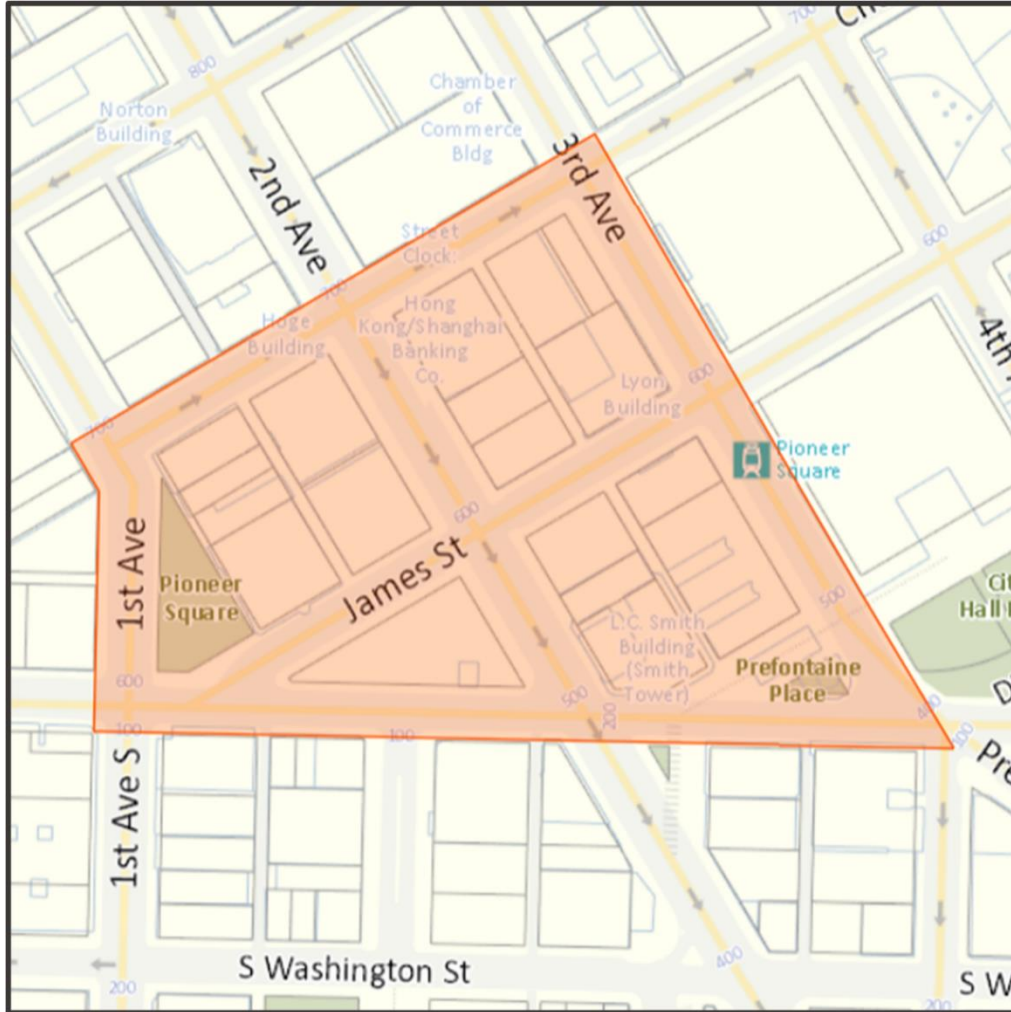 700
800
Norton
Building
Chamber
of
Commerce
Bldg
3rd Ave
2nd Ave
600
Street
Clock:
700
Hoge
Building
Hong
Kong/Shanghai
Banking
Co.
4th
600
Lyon
Building
700
Pioneer
Square
600
1st Ave
James St
Pioneer
Square
500
L.C. Smith
Building
(Smith
Tower)
Prefontaine
Place
600
500
200
400
100
100
100
1st Ave S
400
S Washington St
200
200